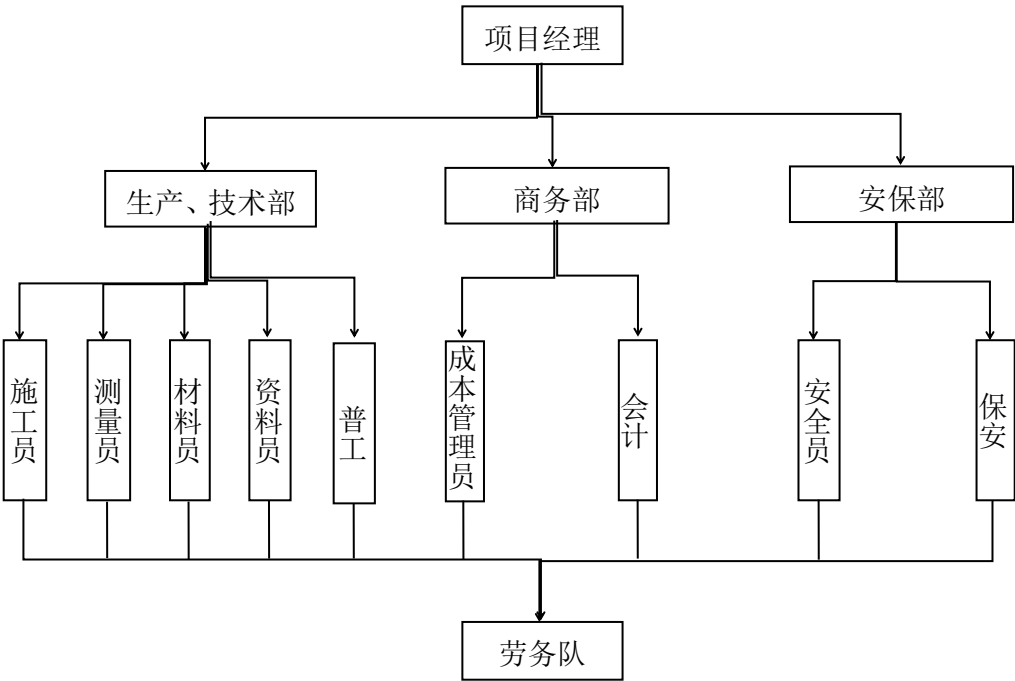 项目经理
生产、技术部
商务部
安保部
施工员
测量员
材料员
资料员
普工
成本管理员
会计
安全员
保安
劳务队